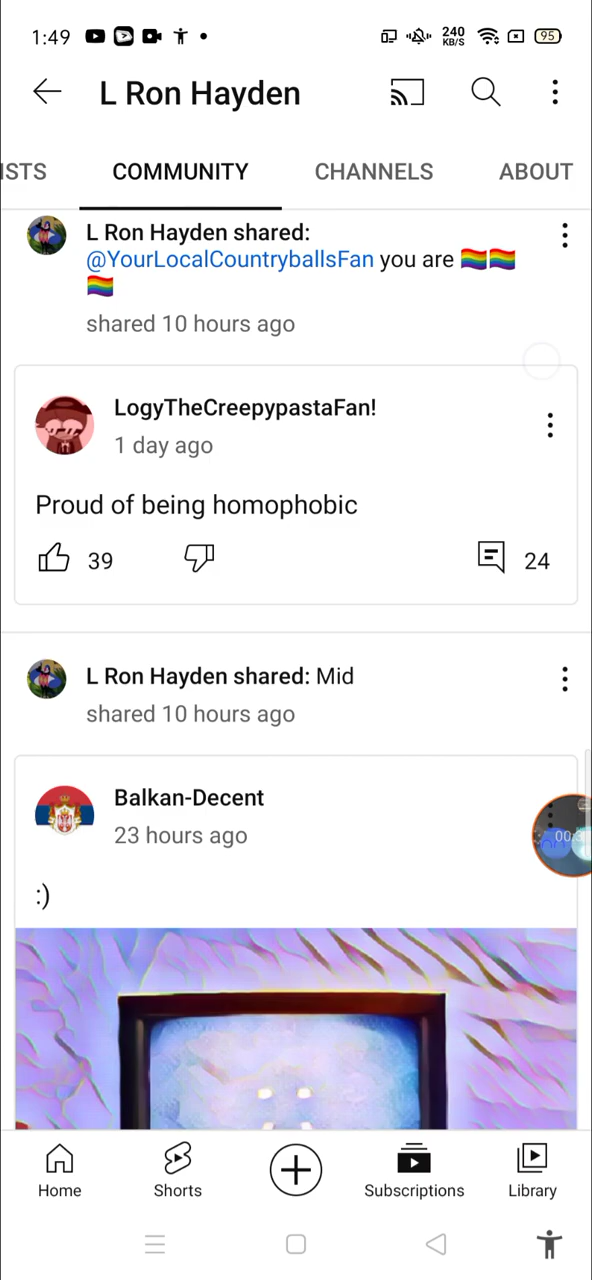 1:49
240
KB/S
95
L Ron Hayden
ISTS
COMMUNITY
CHANNELS
ABOUT
L Ron Hayden shared:
@YourLocalCountryballsFan you are 🏳️‍🌈🏳️‍🌈
🏳️‍🌈
shared 10 hours ago
LogyTheCreepypastaFan!
1 day ago
Proud of being homophobic
39
24
L Ron Hayden shared: Mid
shared 10 hours ago
Balkan-Decent
23 hours ago
:)
Home
Shorts
Subscriptions
Library